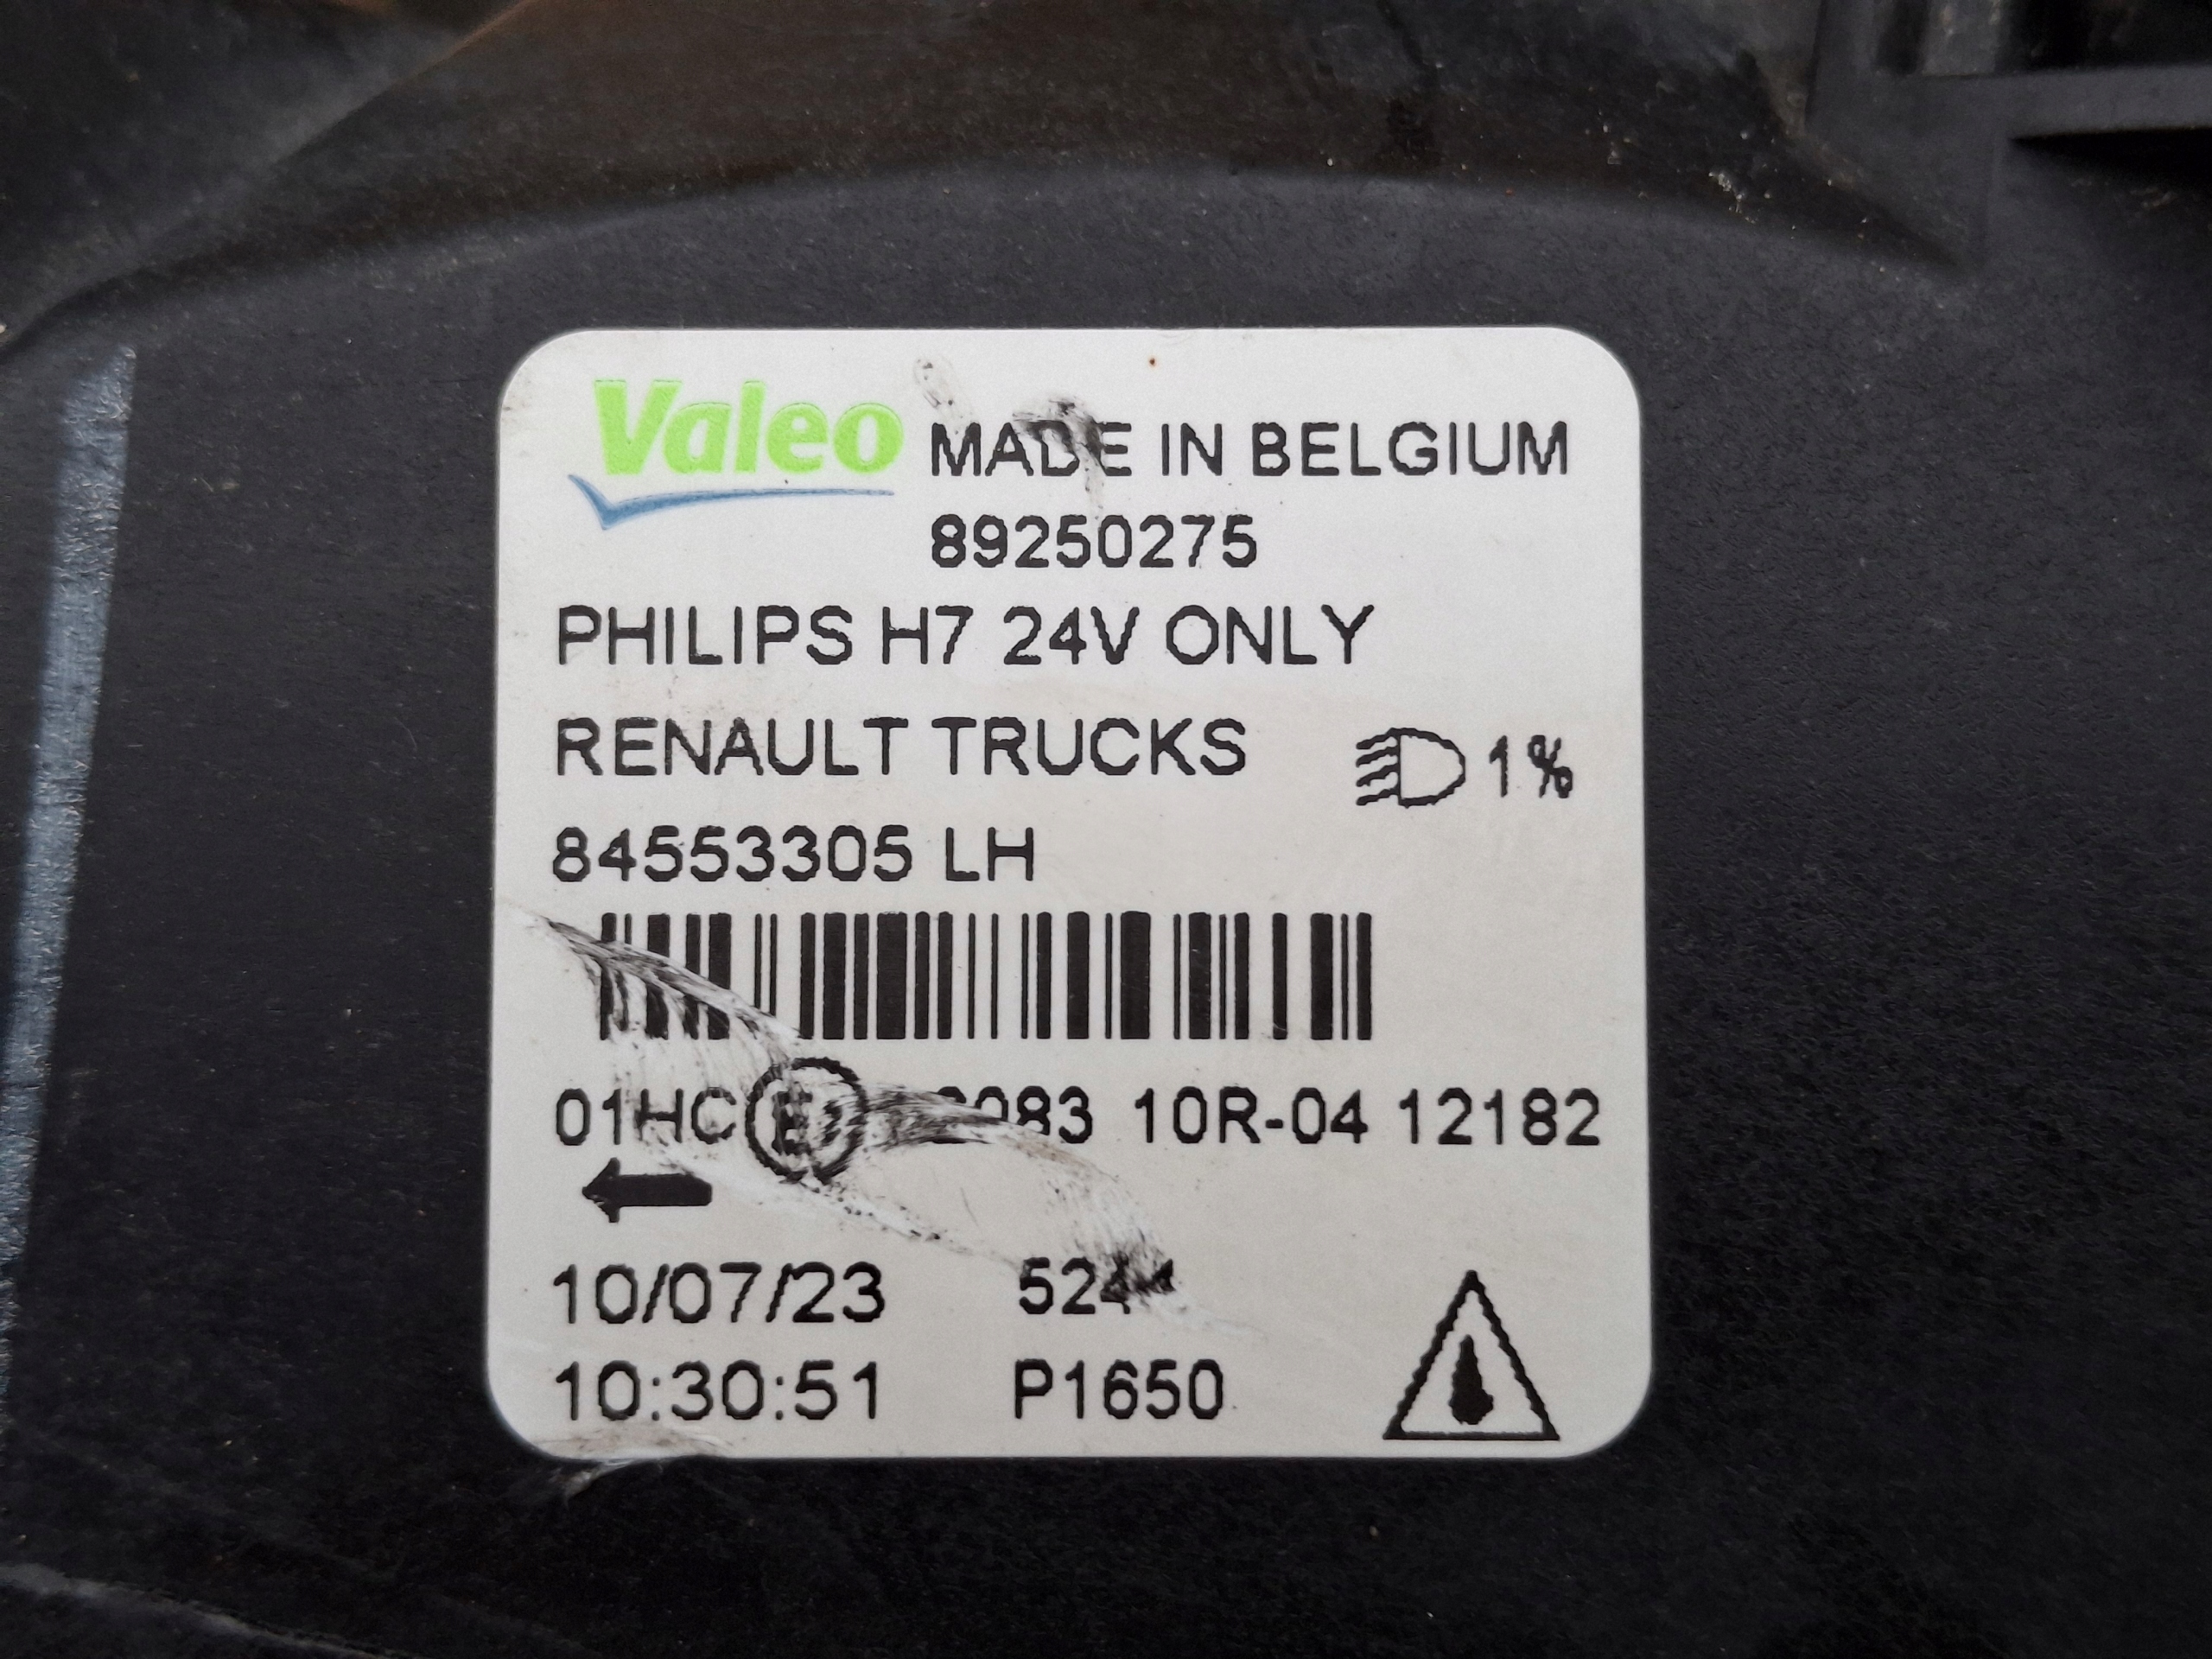 Valeo MADE IN BELGIUM
89250275
PHILIPS H7 24V ONLY
RENAULT TRUCKS 1%
84553305 LH
01HC 10R-04 12182
10/07/23
10:30:51 P1650